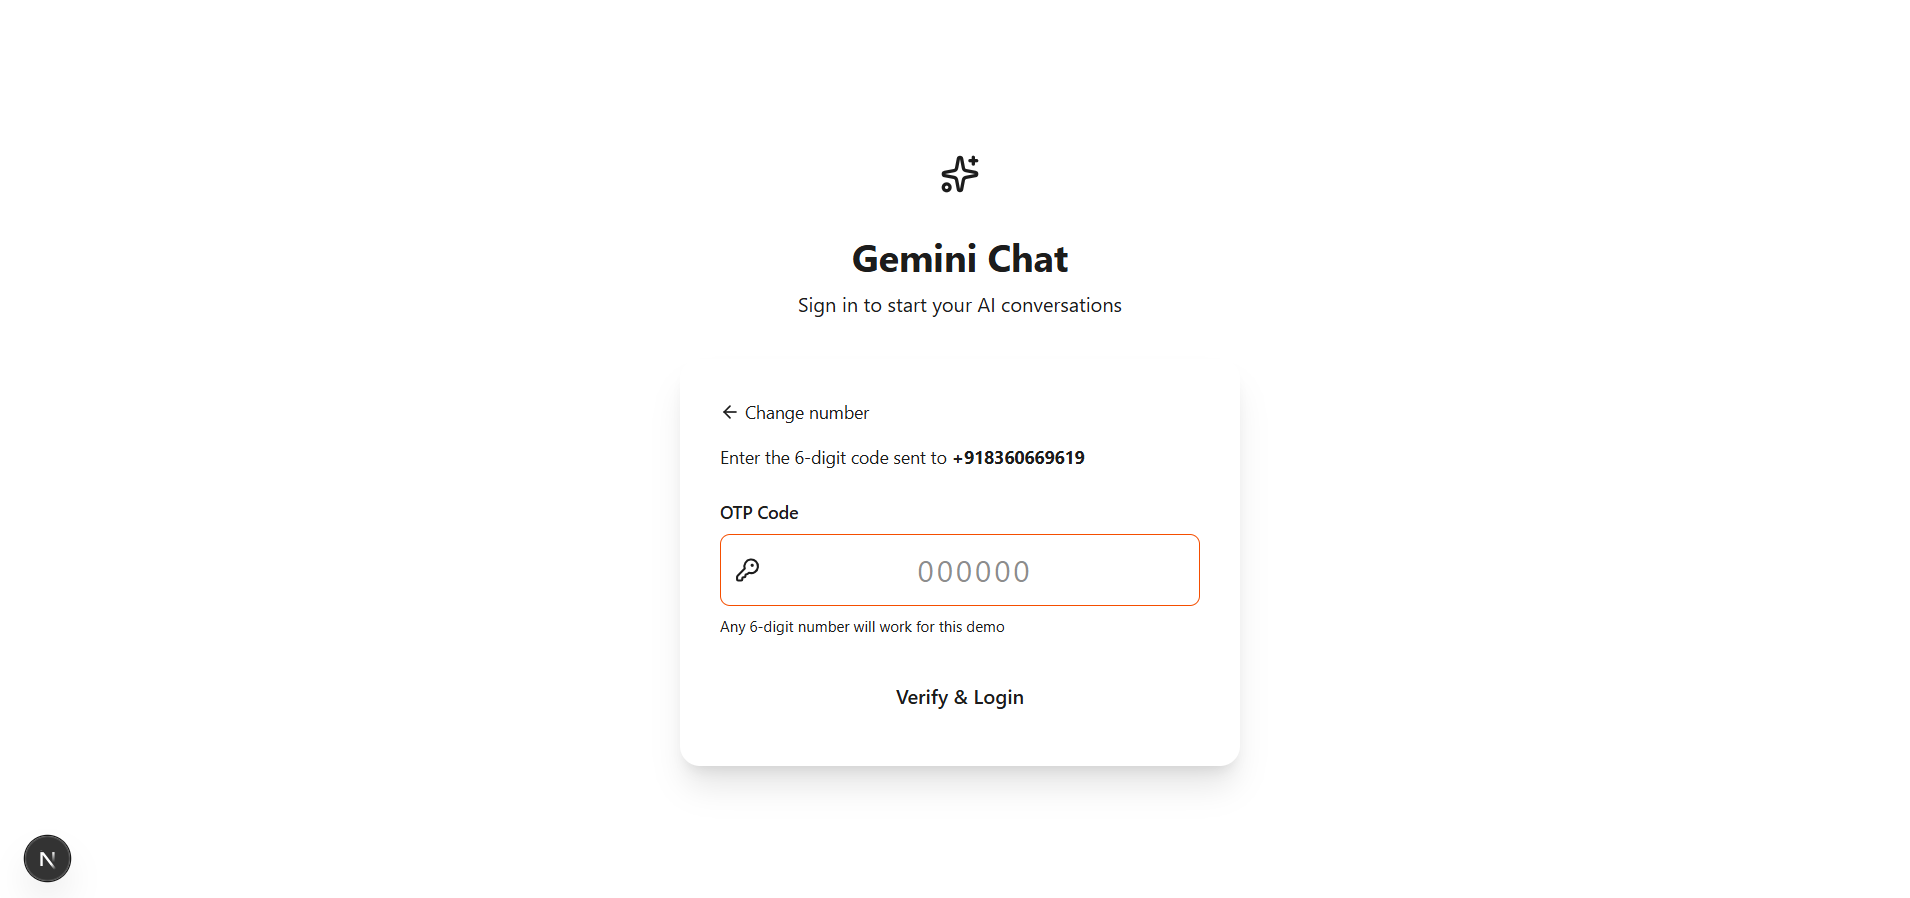 Gemini Chat
Sign in to start your AI conversations
Change number
Enter the 6-digit code sent to +918360669619
OTP Code
000000
Any 6-digit number will work for this demo
Verify & Login
N